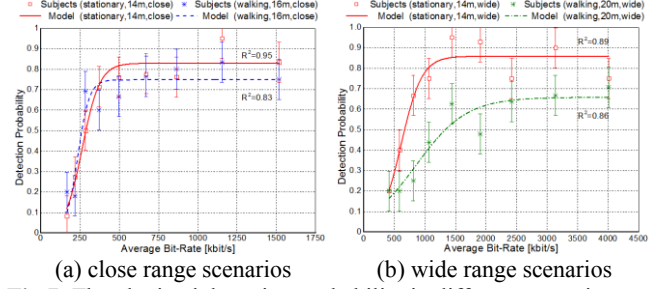 Subjects (stationary,14m,close) Subjects (walking,16m,close)
Model (stationary,14m,close) Model (walking,16m,close)
Detection Probability
1
0.9
0.8
0.7
0.6
0.5
0.4
0.3
0.2
0.1
0
R²=0.95
R²=0.83
0 250 500 750 1000 1250 1500 1750
Average Bit-Rate [kbit/s]
(a) close range scenarios
Subjects (stationary,14m,wide) Subjects (walking,20m,wide)
Model (stationary,14m,wide) Model (walking,20m,wide)
Detection Probability
1
0.9
0.8
0.7
0.6
0.5
0.4
0.3
0.2
0.1
0
R²=0.89
R²=0.86
0 500 1000 1500 2000 2500 3000 3500 4000
Average Bit-Rate [kbit/s]
(b) wide range scenarios